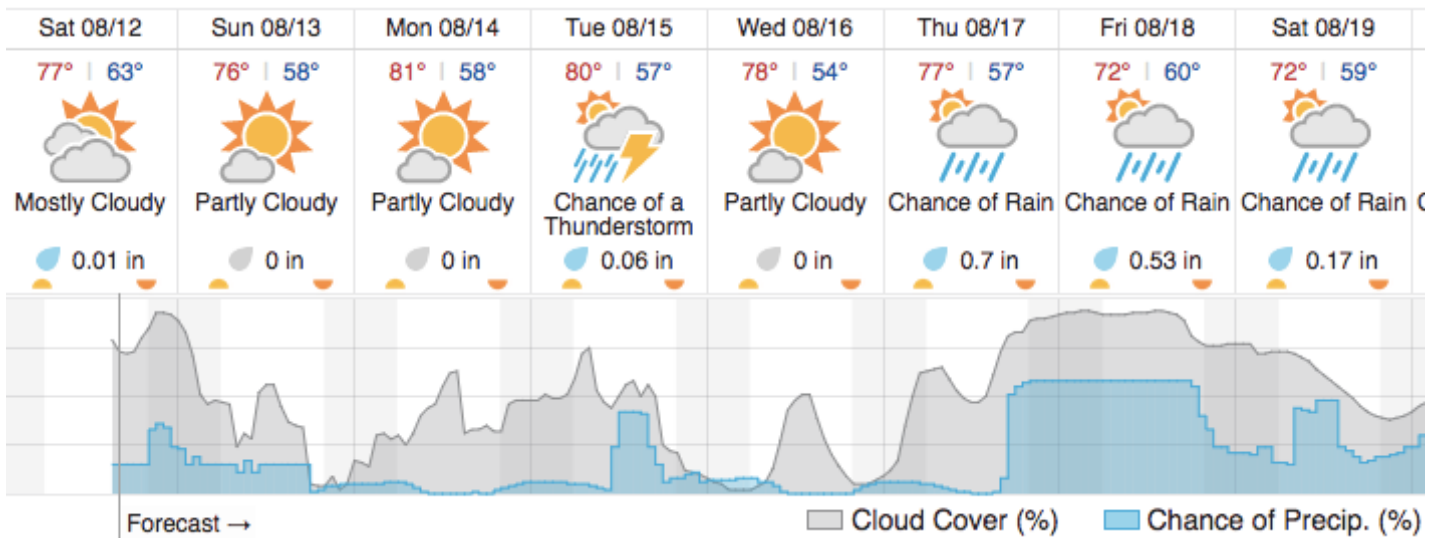 Sat 08/12 Sun 08/13 Mon 08/14 Tue 08/15 Wed 08/16 Thu 08/17 Fri 08/18 Sat 08/19
77° | 63° 76° | 58° 81° | 58° 80° | 57° 78° | 54° 77° | 57° 72° | 60° 72° | 59°
Mostly Cloudy Partly Cloudy Partly Cloudy Chance of a Partly Cloudy Chance of Rain Chance of Rain Chance of Rain
Thunderstorm
0.01 in 0 in 0 in 0.06 in 0 in 0.7 in 0.53 in 0.17 in
Forecast → Cloud Cover (%) Chance of Precip. (%)